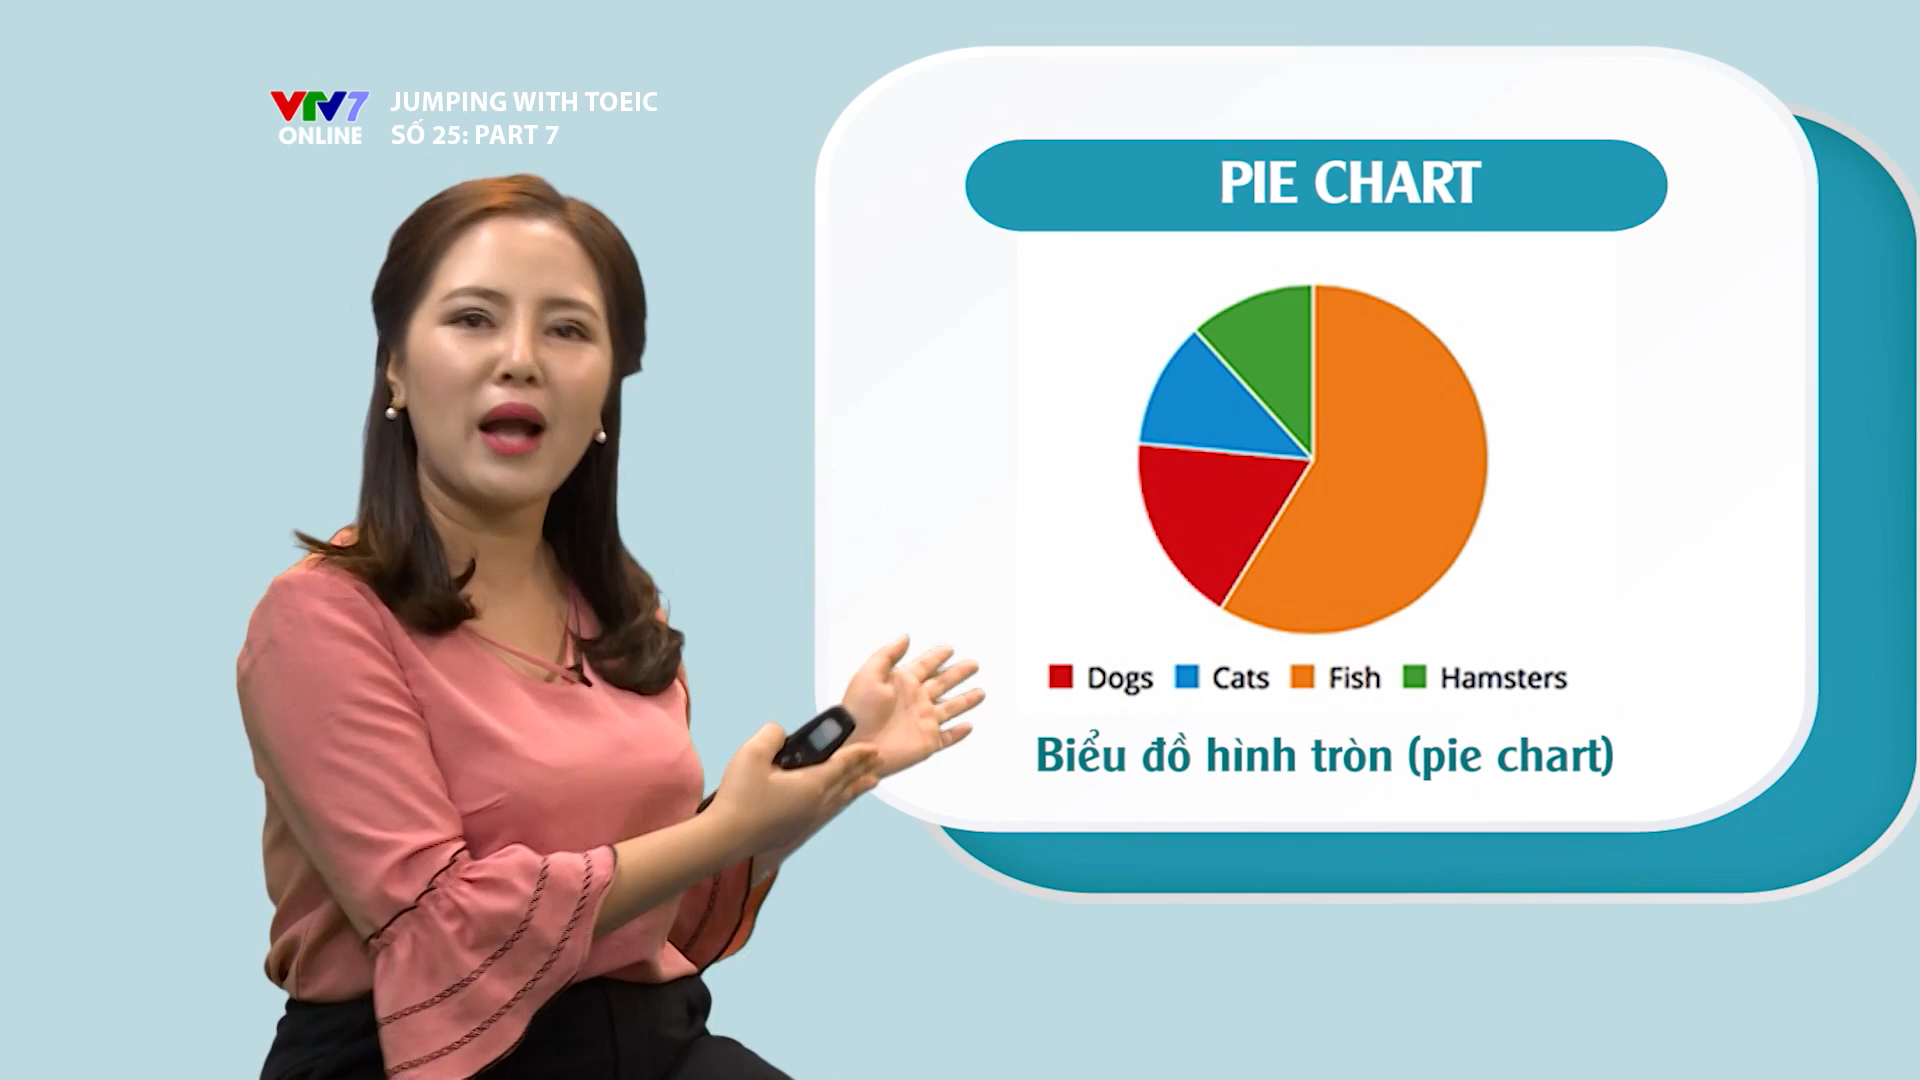 VTV7
ONLINE
JUMPING WITH TOEIC
SỐ 25: PART 7
PIE CHART
Dogs Cats Fish Hamsters
Biểu đồ hình tròn (pie chart)